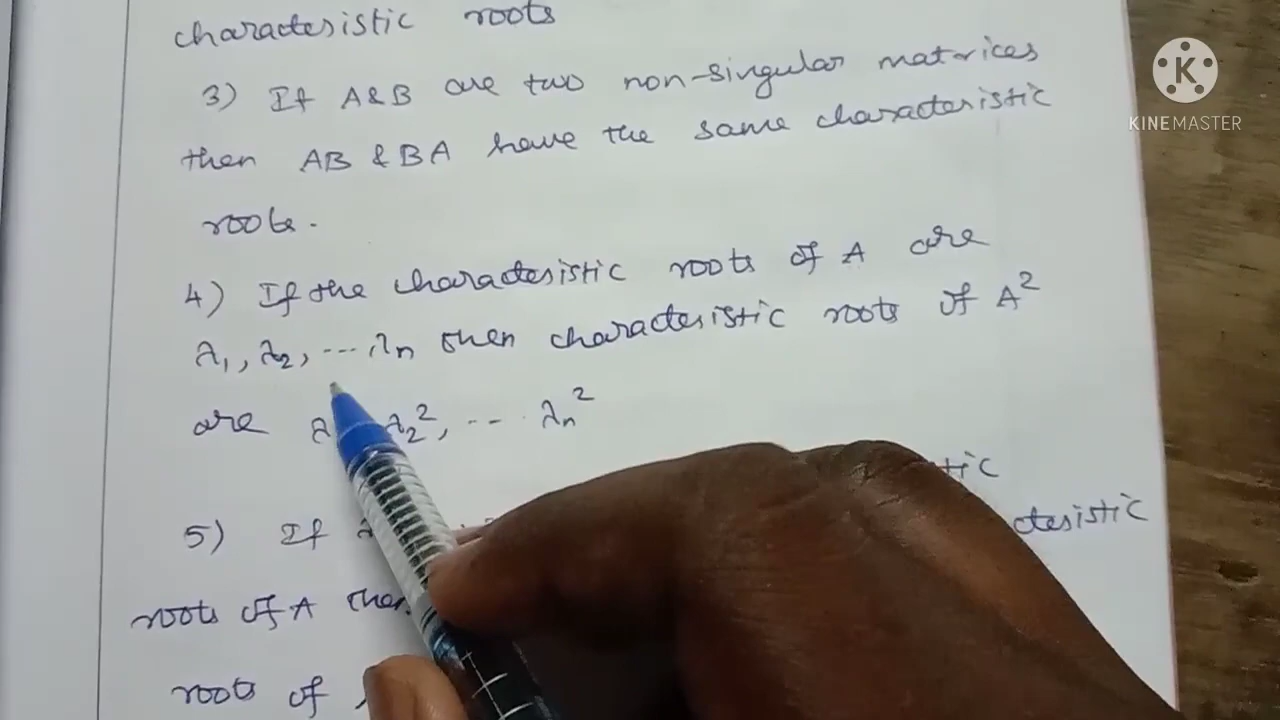 characteristic roots
3) If A & B are two non-singular matrices
then AB & BA have the same characteristic
roots.
4) If the characteristic roots of A are
λ₁, λ₂, --- λₙ then characteristic roots of A²
are λ λ₂², -- λₙ²
5) If
roots of A then cteristic
roots of
K
KINEMASTER